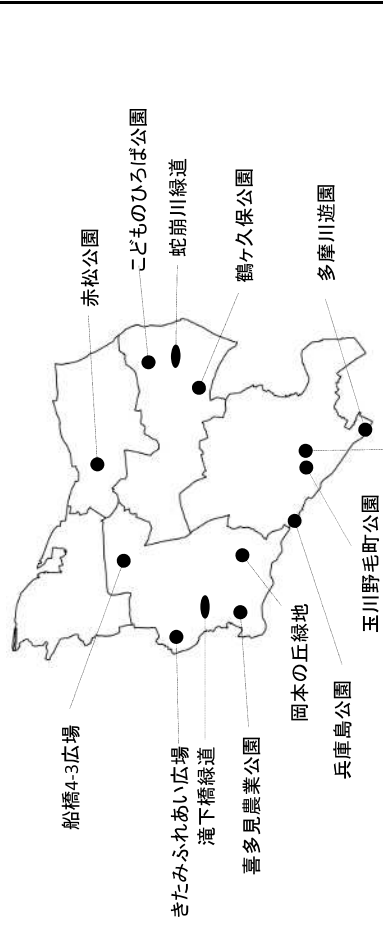 赤松公園
こどものひろば公園
蛇崩川緑道
鶴ヶ久保公園
多摩川遊園
船橋4-3広場
きたみふれあい広場
滝下橋緑道
喜多見農業公園
岡本の丘緑地
兵庫島公園
玉川野毛町公園